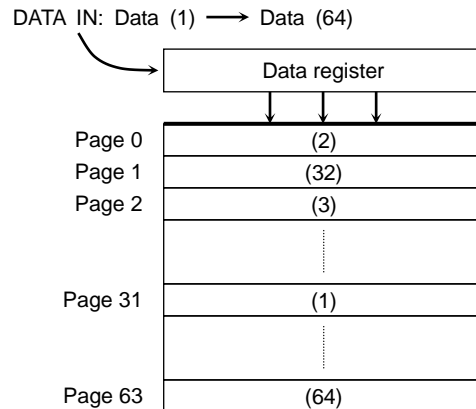 DATA IN: Data (1) Data (64)
Data register
Page 0 (2)
Page 1 (32)
Page 2 (3)
Page 31 (1)
Page 63 (64)